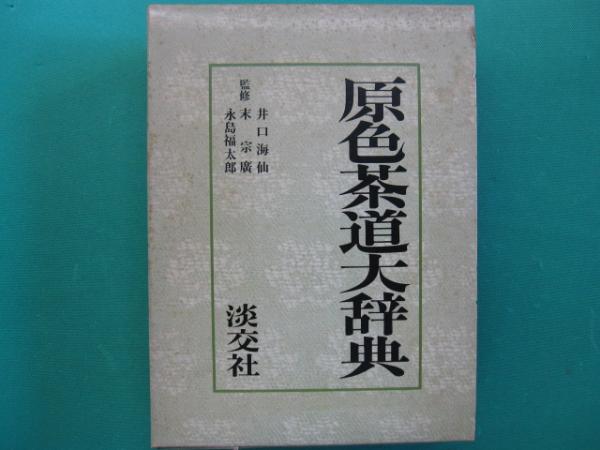 原色茶道大辞典
井口海仙
監修 末宗廣
永島福太郎
淡交社